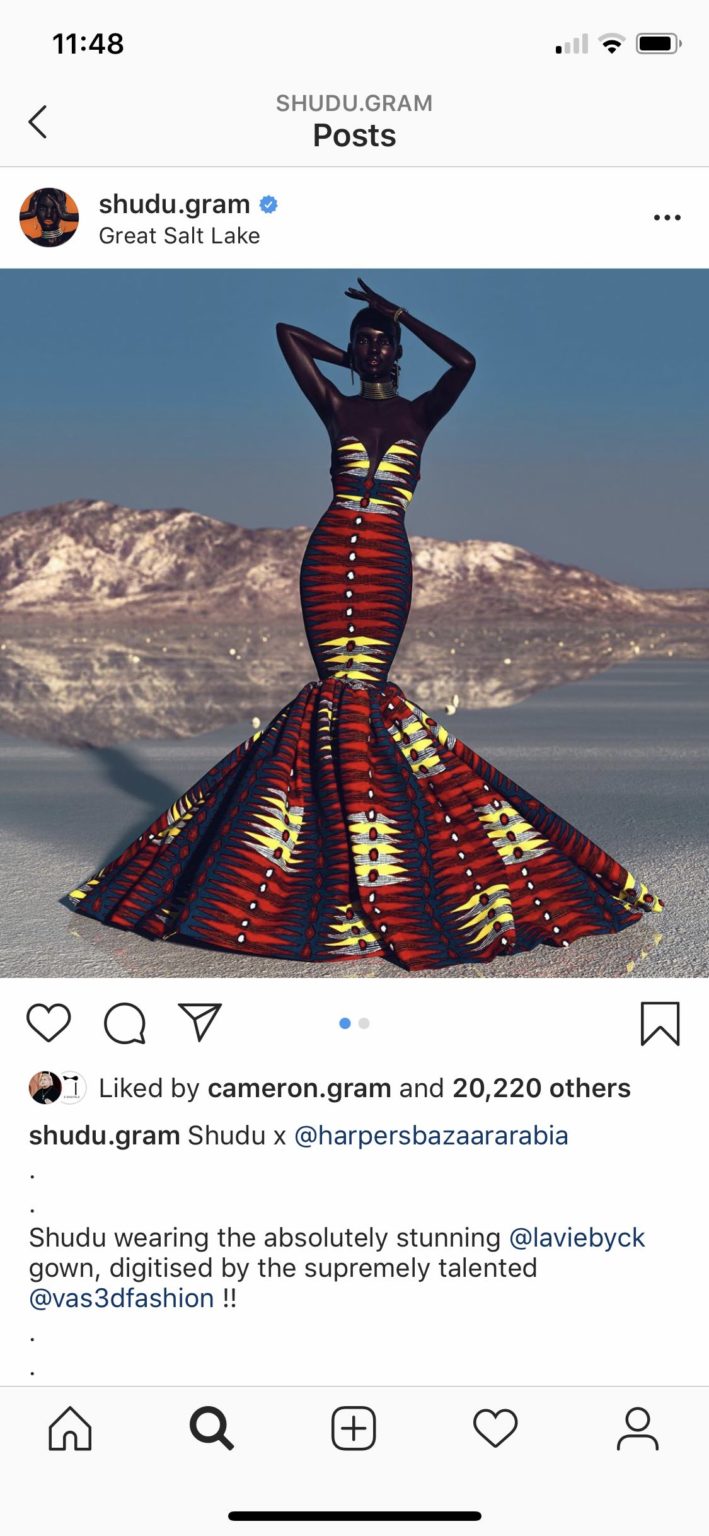 11:48
SHUDU.GRAM
Posts
shudu.gram
Great Salt Lake
Liked by cameron.gram and 20,220 others
shudu.gram Shudu x @harpersbazaararabia
.
.
Shudu wearing the absolutely stunning @laviebyck
gown, digitised by the supremely talented
@vas3dfashion !!
.
.